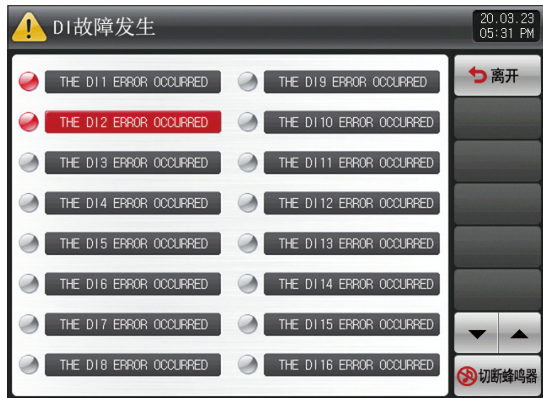 DI故障发生
20.03.23
05:31 PM
THE DI1 ERROR OCCURRED
THE DI2 ERROR OCCURRED
THE DI3 ERROR OCCURRED
THE DI4 ERROR OCCURRED
THE DI5 ERROR OCCURRED
THE DI6 ERROR OCCURRED
THE DI7 ERROR OCCURRED
THE DI8 ERROR OCCURRED
THE DI9 ERROR OCCURRED
THE DI10 ERROR OCCURRED
THE DI11 ERROR OCCURRED
THE DI12 ERROR OCCURRED
THE DI13 ERROR OCCURRED
THE DI14 ERROR OCCURRED
THE DI15 ERROR OCCURRED
THE DI16 ERROR OCCURRED
离开
切断蜂鸣器